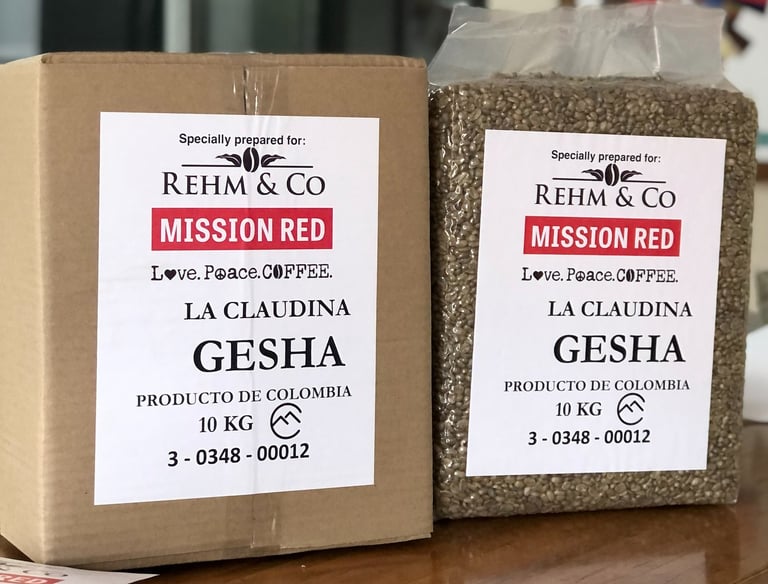 Specially prepared for:
REHM & CO
MISSION RED
Love. Peace. COFFEE.
LA CLAUDINA
GESHA
PRODUCTO DE COLOMBIA
10 KG
3 - 0348 - 00012
Specially prepared for:
REHM & CO
MISSION RED
Love. Peace. COFFEE.
LA CLAUDINA
GESHA
PRODUCTO DE COLOMBIA
10 KG
3 - 0348 - 00012
& CO
RED